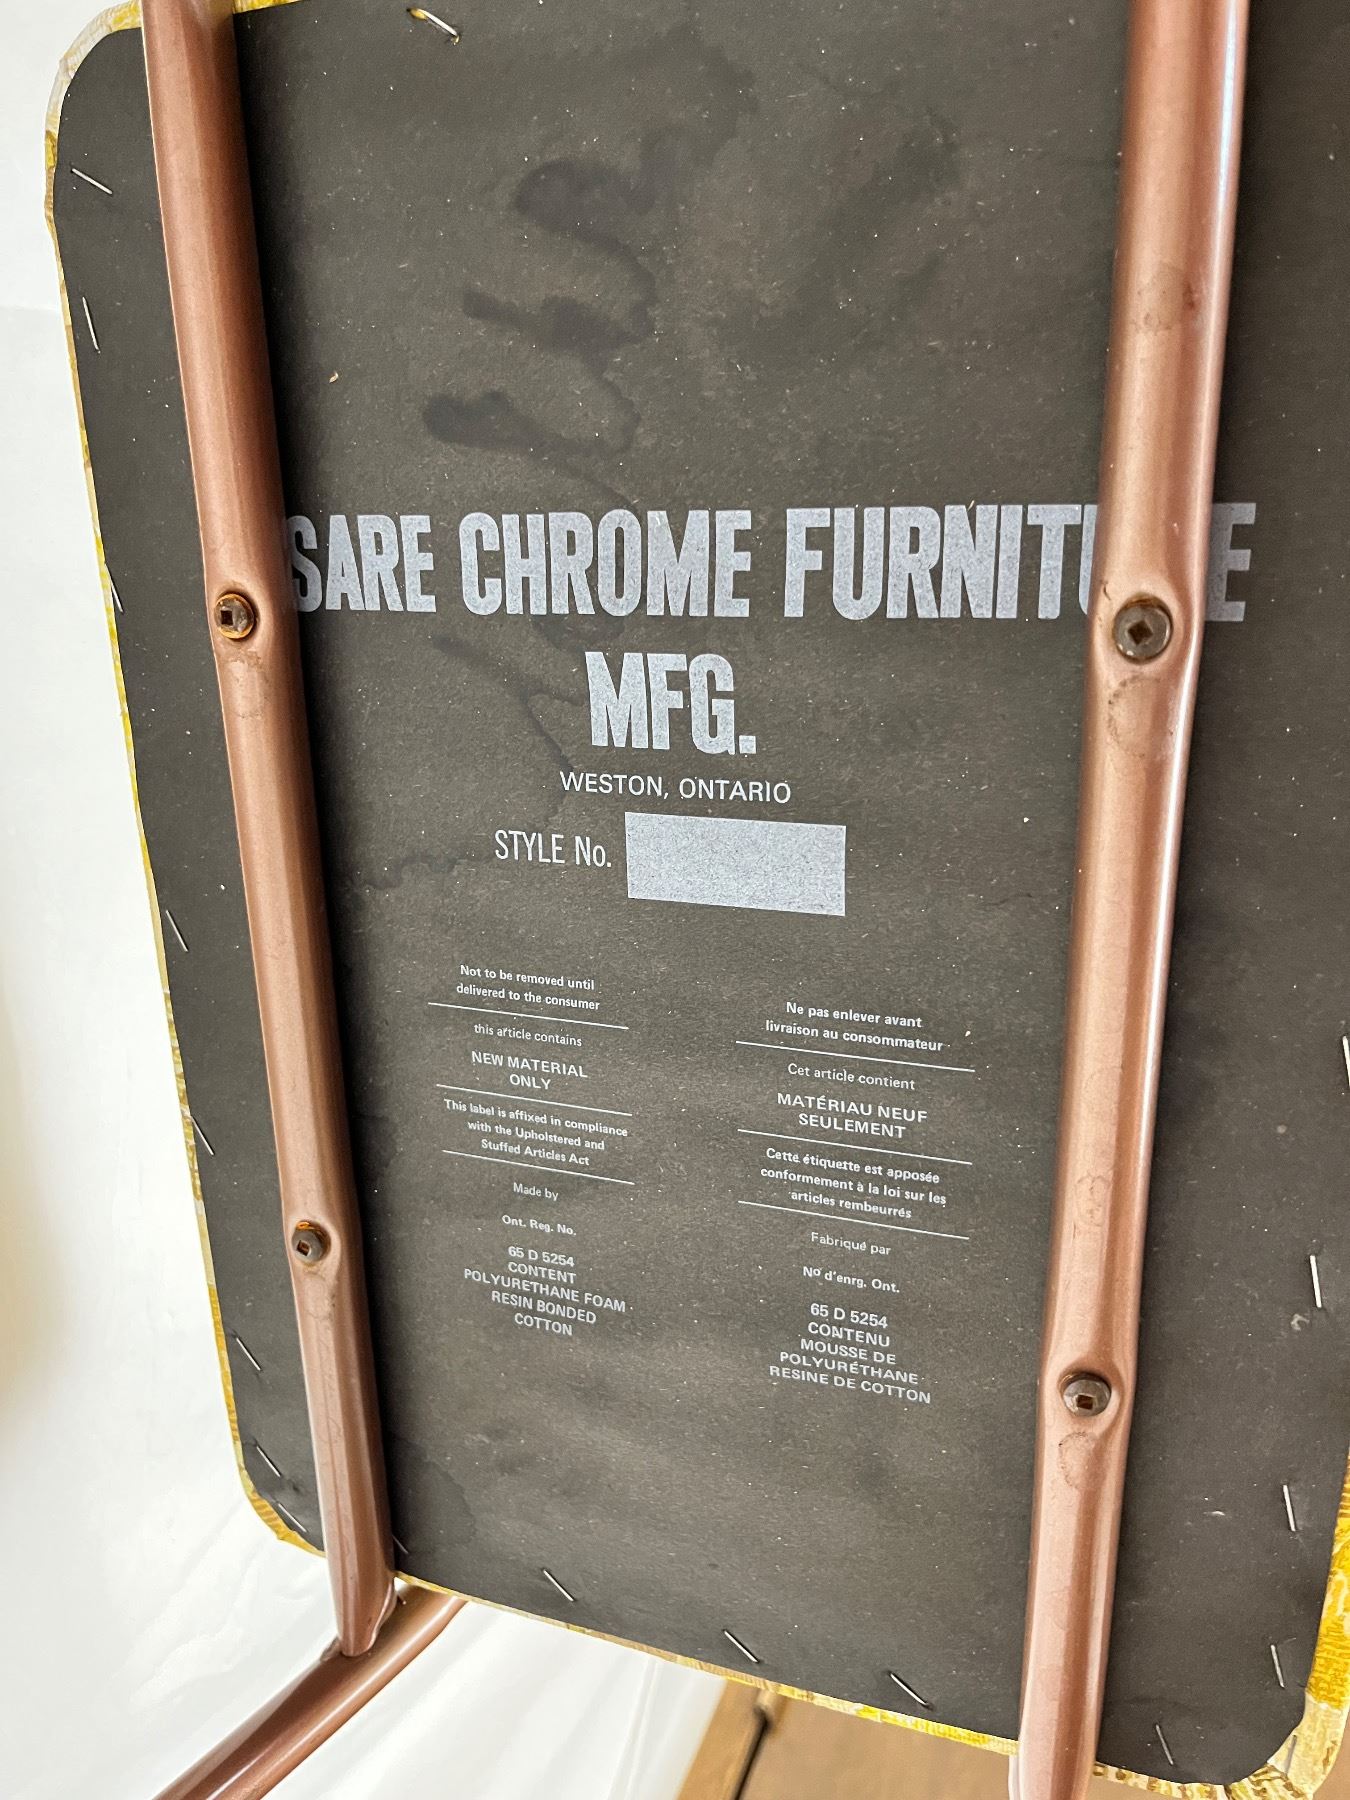 SARE CHROME FURNITURE
MFG.
WESTON, ONTARIO
STYLE No.
Not to be removed until
delivered to the consumer
this article contains
NEW MATERIAL
ONLY
This label is affixed in compliance
with the Upholstered and
Stuffed Articles Act
Made by
Ont. Reg. No.
65 D 5254
CONTENT
POLYURETHANE FOAM
RESIN BONDED
COTTON
Ne pas enlever avant
livraison au consommateur
Cet article contient
MATÉRIAU NEUF
SEULEMENT
Cette étiquette est apposée
conformement à la loi sur les
articles rembeurrés
Fabriqué par
No d'enrg. Ont.
65 D 5254
CONTENU
MOUSSE DE
POLYURÉTHANE
RESINE DE COTTON